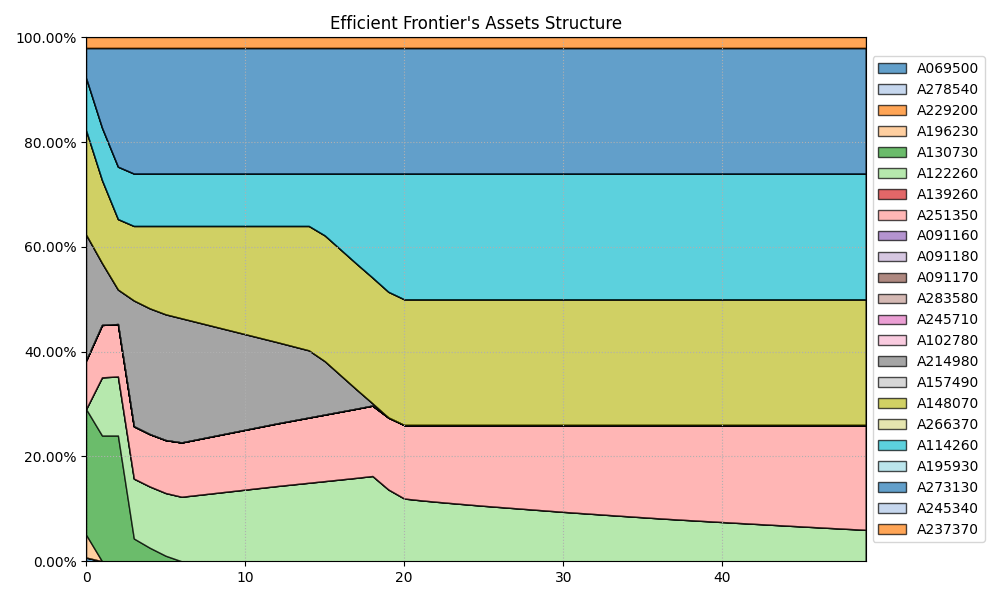 Efficient Frontier's Assets Structure
100.00%
80.00%
60.00%
40.00%
20.00%
0.00%
0
10
20
30
40
A069500
A278540
A229200
A196230
A130730
A122260
A139260
A251350
A091160
A091180
A091170
A283580
A245710
A102780
A214980
A157490
A148070
A266370
A114260
A195930
A273130
A245340
A237370